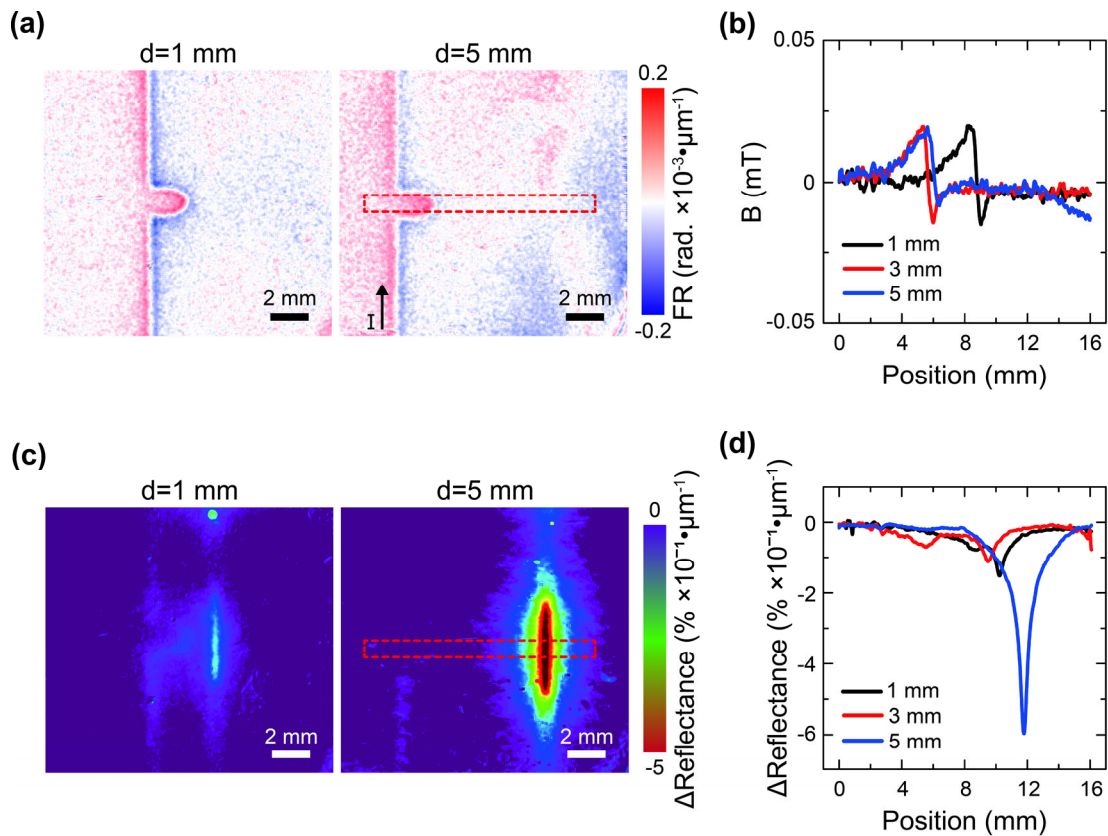 (a)
d=1 mm
d=5 mm
2 mm
I
2 mm
0.2
-0.2
FR (rad. ×10⁻³•μm⁻¹)
(b)
0.05
0
-0.05
B (mT)
1 mm
3 mm
5 mm
0 4 8 12 16
Position (mm)
(c)
d=1 mm
d=5 mm
2 mm
2 mm
0
-5
ΔReflectance (% ×10⁻¹•μm⁻¹)
(d)
0
-2
-4
-6
ΔReflectance (% ×10⁻¹•μm⁻¹)
1 mm
3 mm
5 mm
0 4 8 12 16
Position (mm)